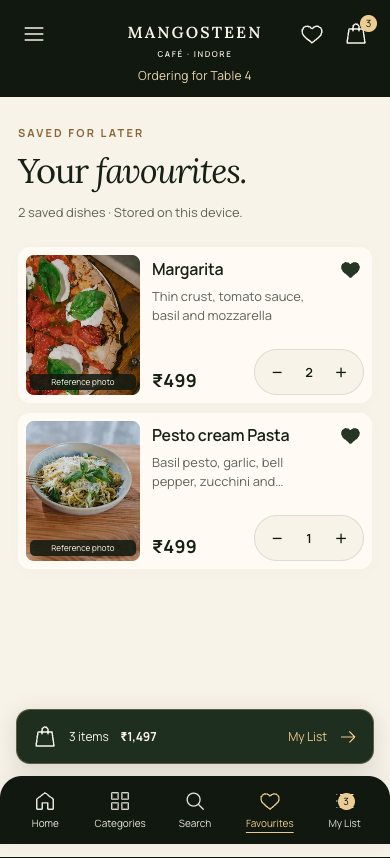 3
MANGOSTEEN
CAFÉ · INDORE
Ordering for Table 4
SAVED FOR LATER
Your favourites.
2 saved dishes · Stored on this device.
Margarita
Thin crust, tomato sauce,
basil and mozzarella
Reference photo
₹499
− 2 +
Pesto cream Pasta
Basil pesto, garlic, bell
pepper, zucchini and…
Reference photo
₹499
− 1 +
3 items ₹1,497 My List →
3
Home Categories Search Favourites My List